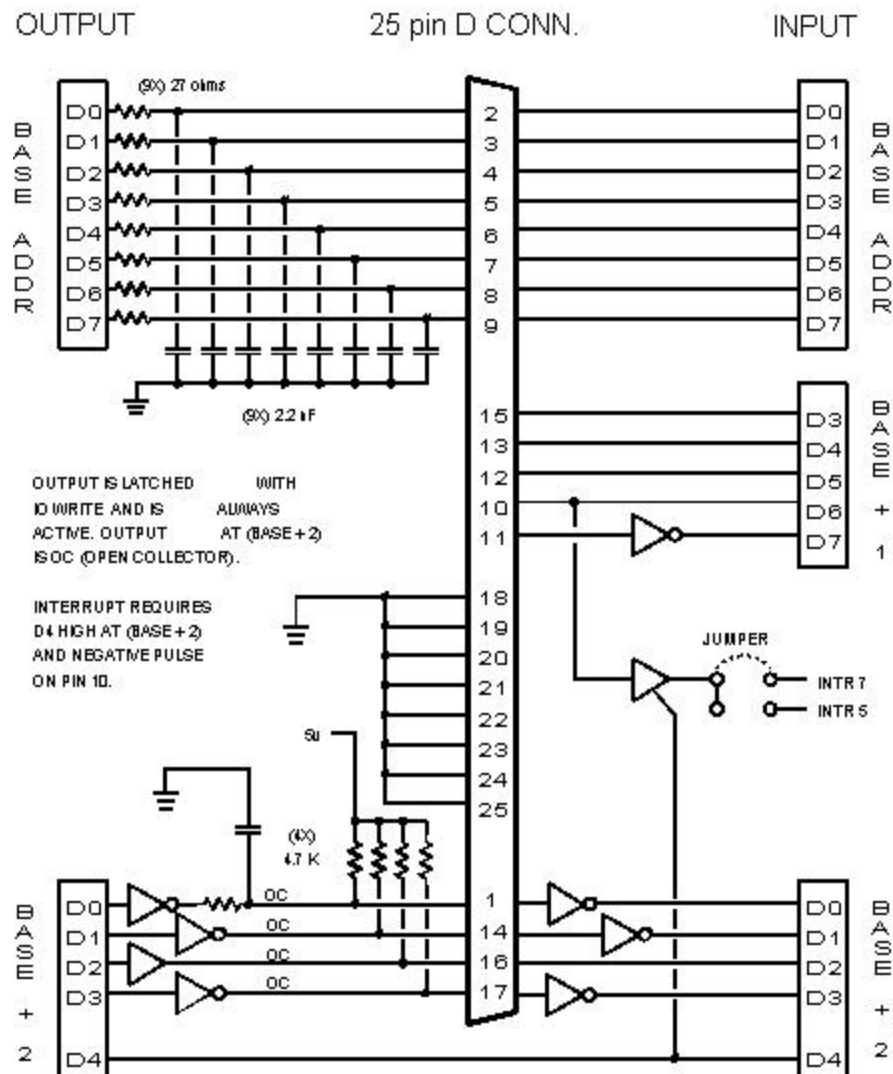 OUTPUT 25 pin D CONN. INPUT
(9X) 27 ohms
BASE ADDR
D0
D1
D2
D3
D4
D5
D6
D7
2
3
4
5
6
7
8
9
D0
D1
D2
D3
D4
D5
D6
D7
BASE ADDR
(9X) 2.2 nF
15
13
12
10
11
D3
D4
D5
D6
D7
BASE + 1
OUTPUT IS LATCHED WITH
IO WRITE AND IS ALWAYS
ACTIVE. OUTPUT AT (BASE + 2)
IS OC (OPEN COLLECTOR).
INTERRUPT REQUIRES
D4 HIGH AT (BASE + 2)
AND NEGATIVE PULSE
ON PIN 10.
18
19
20
21
22
23
24
25
JUMPER
INTR 7
INTR 5
5u
(4X)
4.7 K
BASE + 2
D0
D1
D2
D3
D4
OC
OC
OC
OC
1
14
16
17
D0
D1
D2
D3
D4
BASE + 2